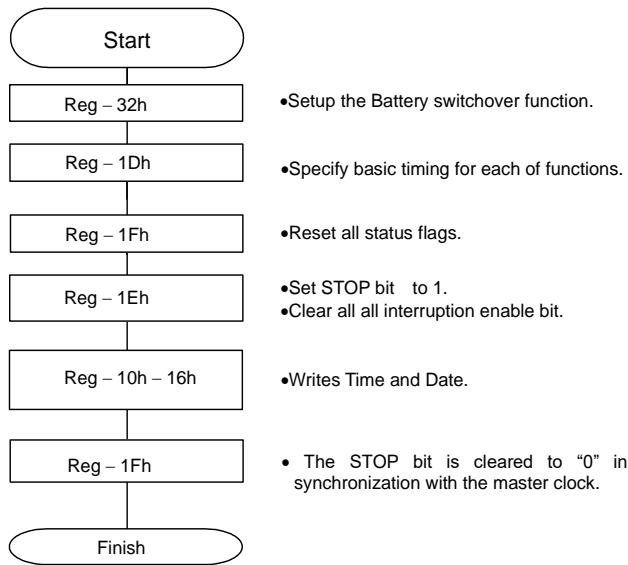 Start
Reg – 32h
•Setup the Battery switchover function.
Reg – 1Dh
•Specify basic timing for each of functions.
Reg – 1Fh
•Reset all status flags.
Reg – 1Eh
•Set STOP bit to 1.
•Clear all all interruption enable bit.
Reg – 10h – 16h
•Writes Time and Date.
Reg – 1Fh
• The STOP bit is cleared to “0” in
synchronization with the master clock.
Finish